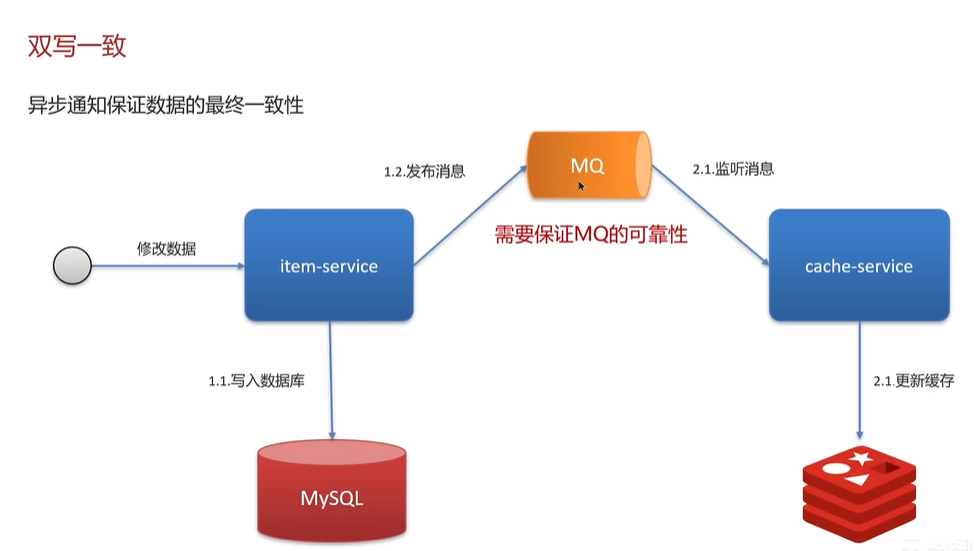 双写一致
异步通知保证数据的最终一致性
MQ
1.2.发布消息
2.1.监听消息
需要保证MQ的可靠性
修改数据
item-service
cache-service
1.1.写入数据库
2.1.更新缓存
MySQL